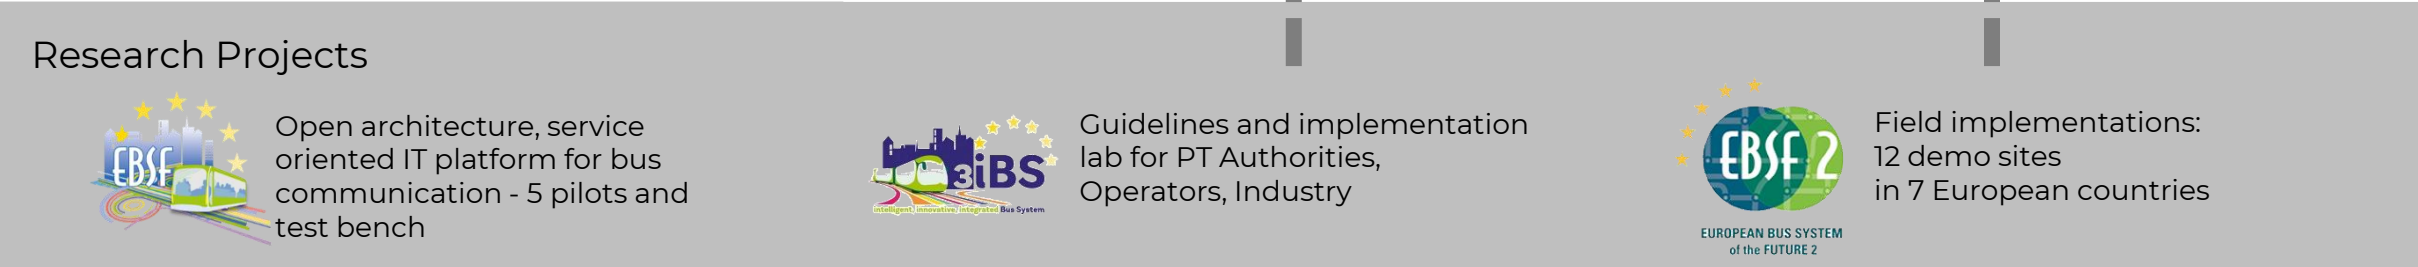 Research Projects
EBSF
Open architecture, service
oriented IT platform for bus
communication - 5 pilots and
test bench
3iBS
intelligent, innovative, integrated Bus System
Guidelines and implementation
lab for PT Authorities,
Operators, Industry
EBSF 2
EUROPEAN BUS SYSTEM
of the FUTURE 2
Field implementations:
12 demo sites
in 7 European countries